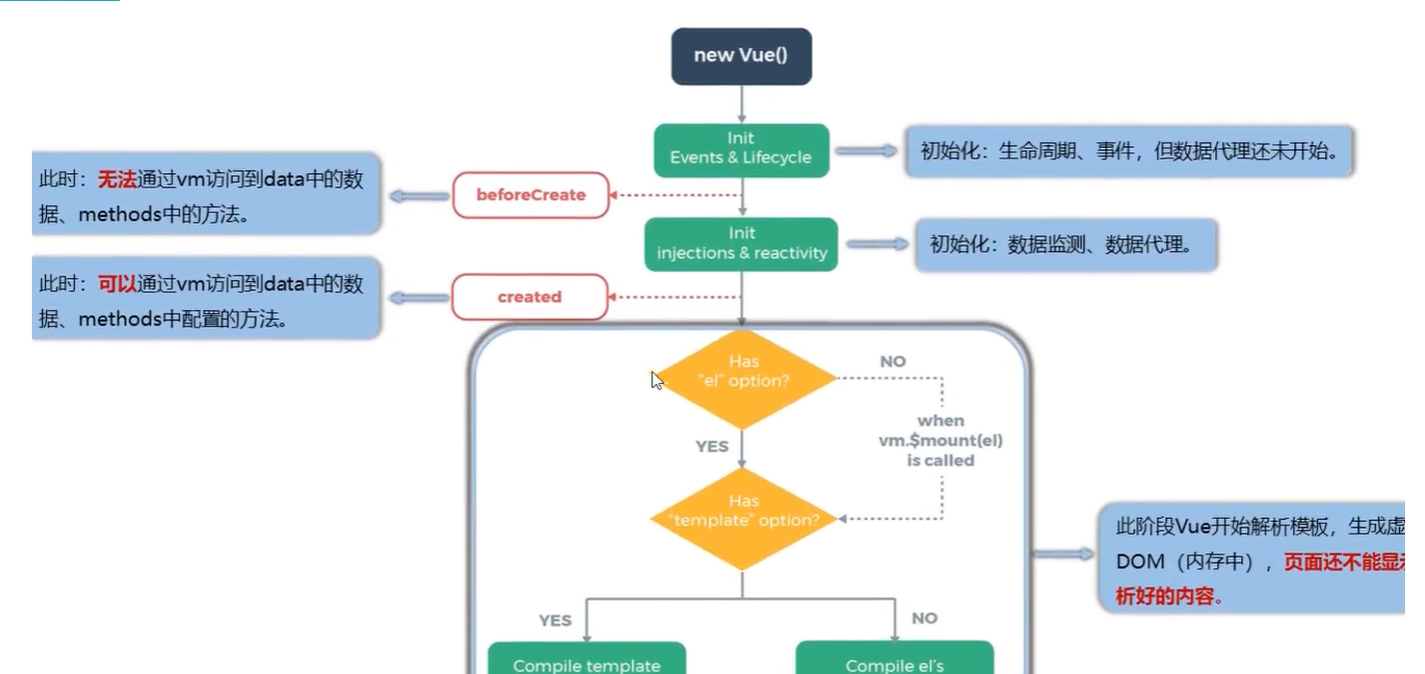 new Vue()
Init
Events & Lifecycle
初始化：生命周期、事件，但数据代理还未开始。
此时：无法通过vm访问到data中的数
据、methods中的方法。
beforeCreate
Init
injections & reactivity
初始化：数据监测、数据代理。
此时：可以通过vm访问到data中的数
据、methods中配置的方法。
created
Has
"el" option?
NO
when
vm.$mount(el)
is called
YES
Has
"template" option?
此阶段Vue开始解析模板，生成虚
DOM（内存中），页面还不能显示
析好的内容。
YES
NO
Compile template
Compile el's